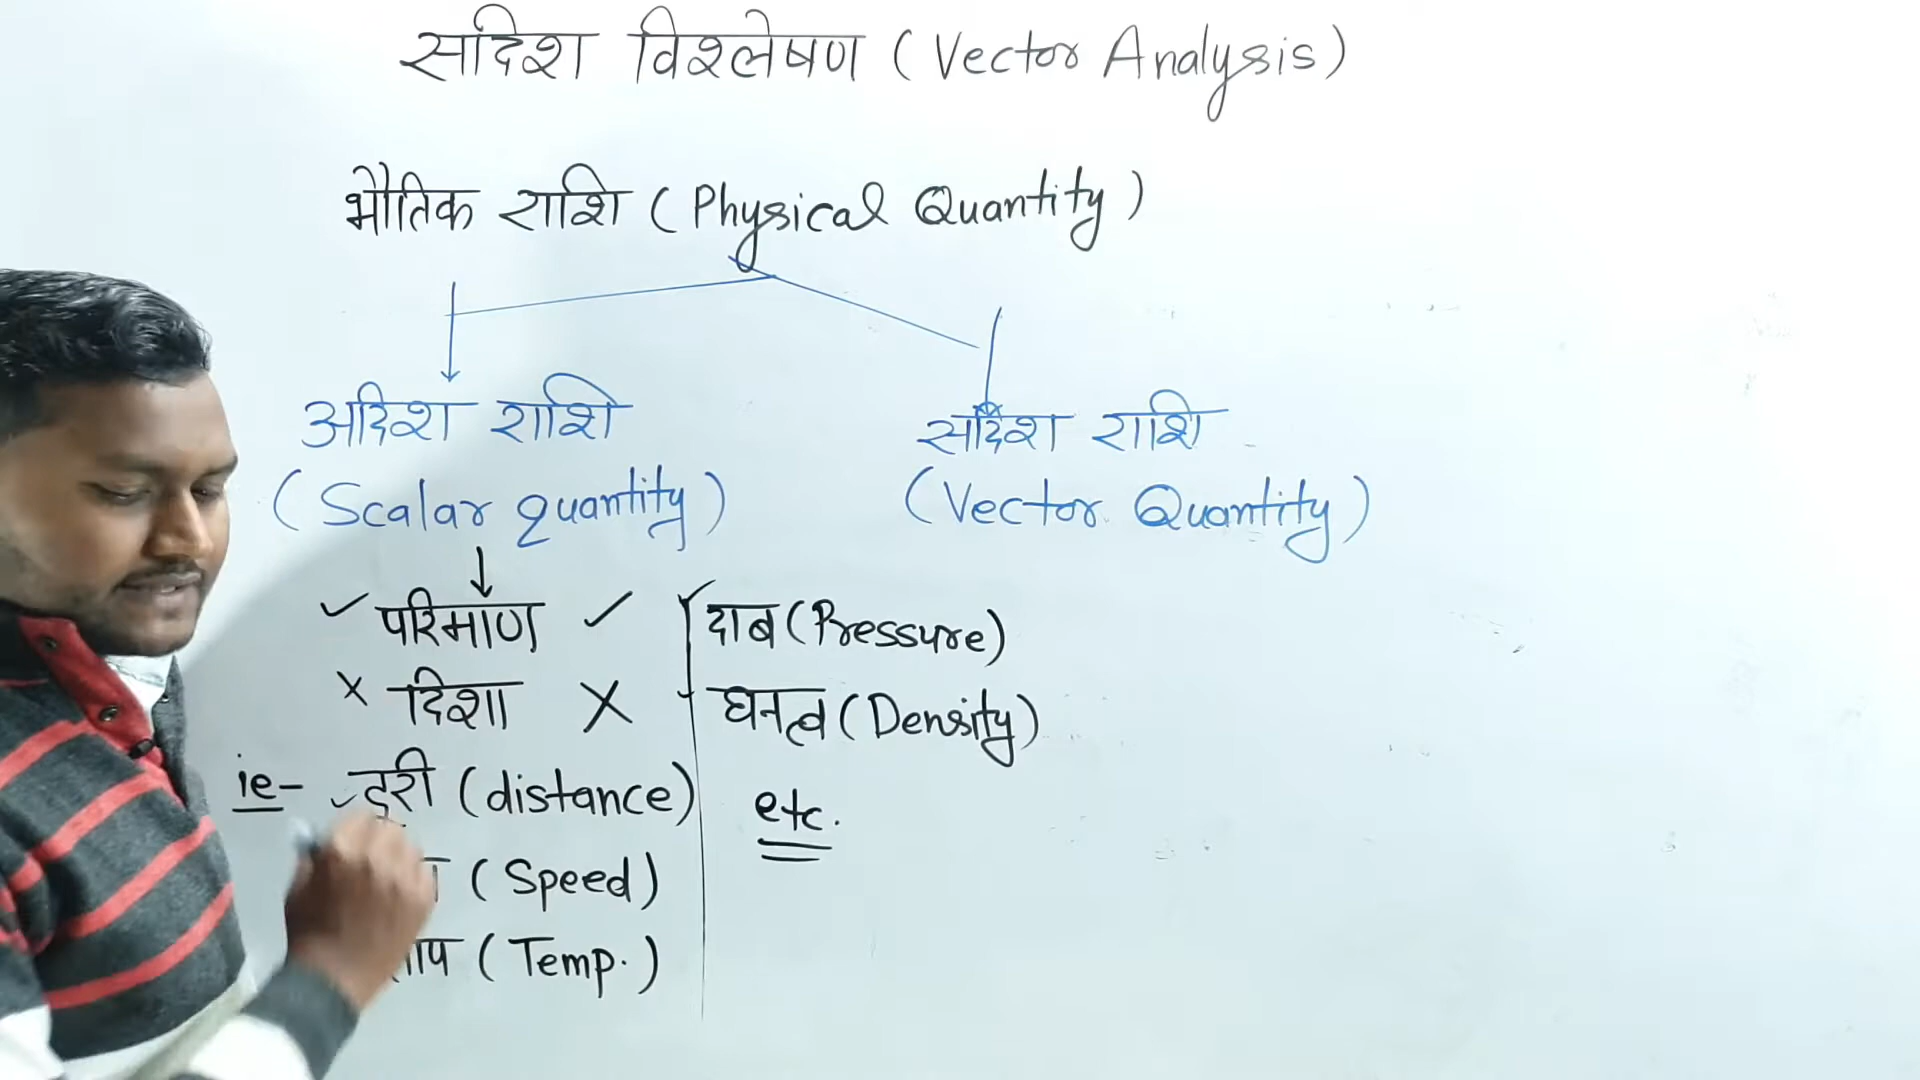 सदिश विश्लेषण ( Vector Analysis )
भौतिक राशि ( Physical Quantity )
अदिश राशि
( Scalar quantity )
✓ परिमाण ✓
× दिशा ×
ie- ✓ दूरी (distance)
( Speed )
( Temp. )
दाब ( Pressure )
घनत्व ( Density )
etc.
सदिश राशि
( Vector Quantity )